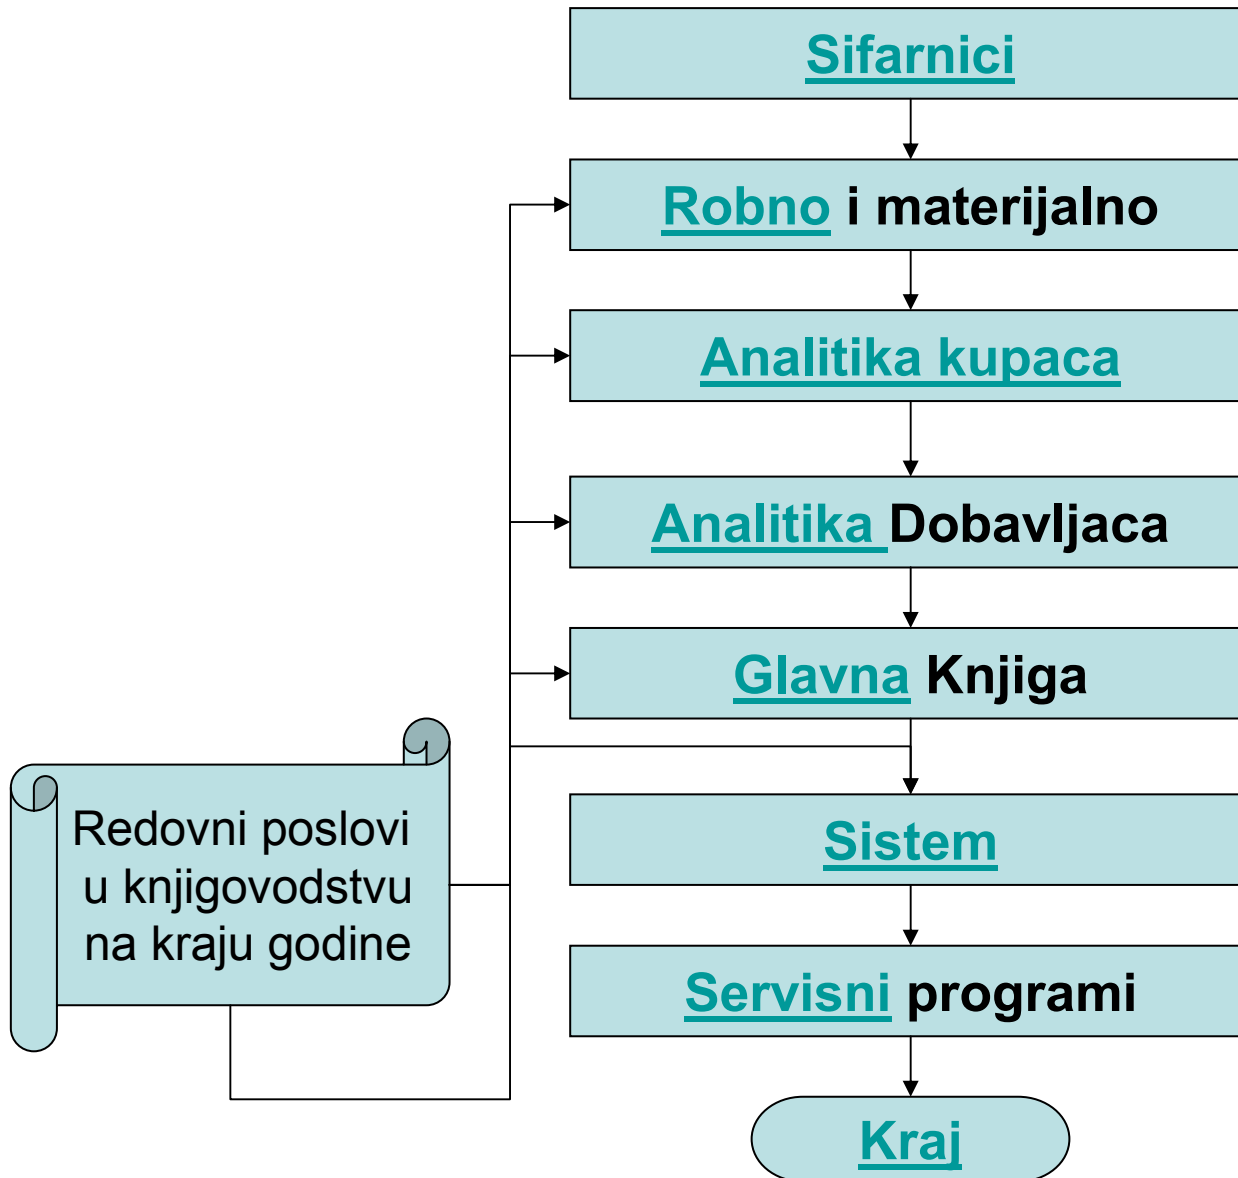 Sifarnici
Robno i materijalno
Analitika kupaca
Analitika Dobavljaca
Glavna Knjiga
Redovni poslovi
u knjigovodstvu
na kraju godine
Sistem
Servisni programi
Kraj